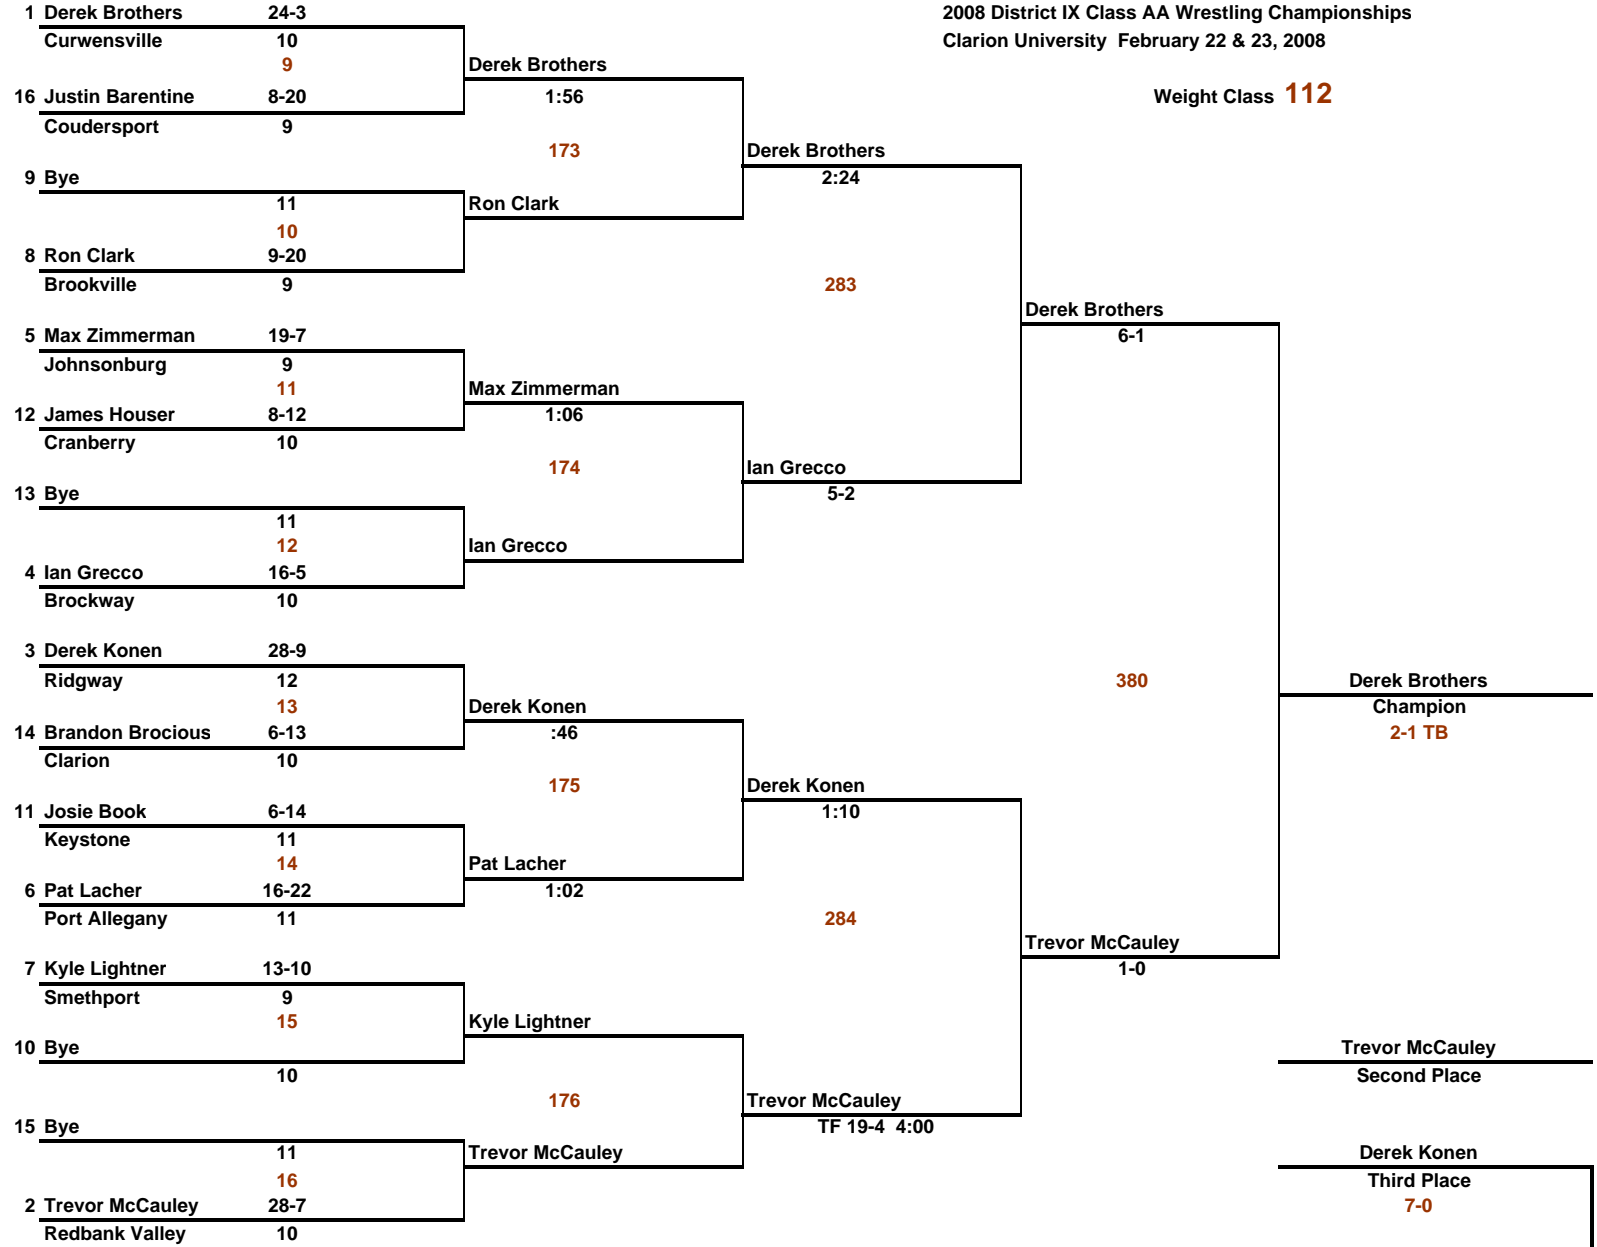 1 Derek Brothers 24-3 2008 District IX Class AA Wrestling Championships
Curwensville 10 Clarion University February 22 & 23, 2008
9 Derek Brothers
16 Justin Barentine 8-20 1:56 Weight Class 112
Coudersport 9
173 Derek Brothers
9 Bye 2:24
11 Ron Clark
10
8 Ron Clark 9-20
Brookville 9 283
Derek Brothers
5 Max Zimmerman 19-7 6-1
Johnsonburg 9
11 Max Zimmerman
12 James Houser 8-12 1:06
Cranberry 10
174 Ian Grecco
13 Bye 5-2
11
12 Ian Grecco
4 Ian Grecco 16-5
Brockway 10
3 Derek Konen 28-9
Ridgway 12 380 Derek Brothers
13 Derek Konen Champion
14 Brandon Brocious 6-13 :46 2-1 TB
Clarion 10
175 Derek Konen
11 Josie Book 6-14 1:10
Keystone 11
14 Pat Lacher
6 Pat Lacher 16-22 1:02
Port Allegany 11 284
Trevor McCauley
7 Kyle Lightner 13-10 1-0
Smethport 9
15 Kyle Lightner
10 Bye Trevor McCauley
10 Second Place
176 Trevor McCauley
15 Bye TF 19-4 4:00
11 Trevor McCauley Derek Konen
16 Third Place
2 Trevor McCauley 28-7 7-0
Redbank Valley 10